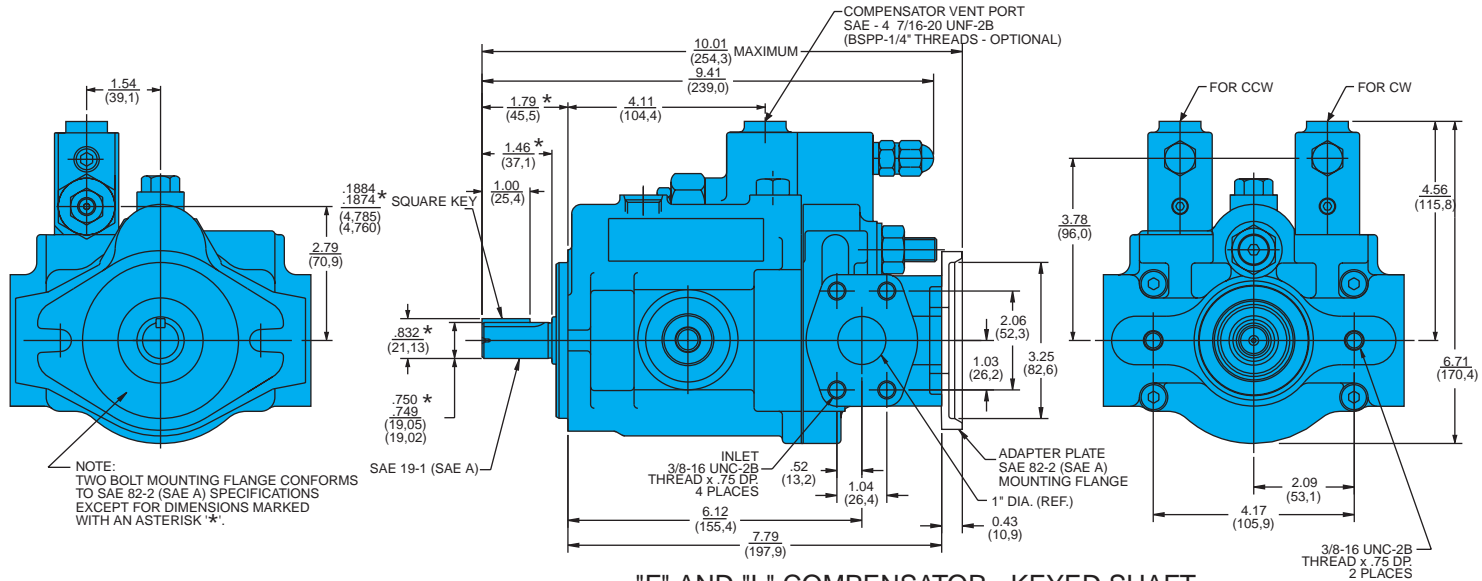 COMPENSATOR VENT PORT
SAE - 4  7/16-20 UNF-2B
(BSPP-1/4" THREADS - OPTIONAL)
10.01
(254,3)
MAXIMUM
9.41
(239,0)
1.79 *
(45,5)
4.11
(104,4)
1.46 *
(37,1)
1.00
(25,4)
1.54
(39,1)
.1884
.1874 *
(4,785)
(4,760)
SQUARE KEY
2.79
(70,9)
.832 *
(21,13)
.750 *
.749
(19,05)
(19,02)
SAE 19-1 (SAE A)
NOTE:
TWO BOLT MOUNTING FLANGE CONFORMS
TO SAE 82-2 (SAE A) SPECIFICATIONS
EXCEPT FOR DIMENSIONS MARKED
WITH AN ASTERISK '*'.
INLET
3/8-16 UNC-2B
THREAD x .75 DP.
4 PLACES
.52
(13,2)
1.04
(26,4)
6.12
(155,4)
7.79
(197,9)
2.06
(52,3)
1.03
(26,2)
3.25
(82,6)
ADAPTER PLATE
SAE 82-2 (SAE A)
MOUNTING FLANGE
1" DIA. (REF.)
0.43
(10,9)
FOR CCW
FOR CW
3.78
(96,0)
4.56
(115,8)
6.71
(170,4)
2.09
(53,1)
4.17
(105,9)
3/8-16 UNC-2B
THREAD x .75 DP.
2 PLACES
COMPENSATOR - KEYED SHAFT